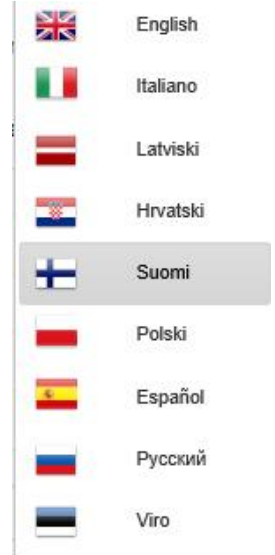 English
Italiano
Latviski
Hrvatski
Suomi
Polski
Español
Русский
Viro